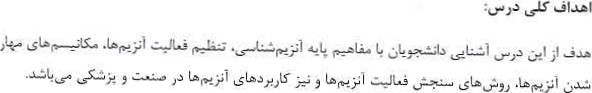 اهداف کلی درس:
هدف از این درس آشنایی دانشجویان با مفاهیم پایه آنزیم‌شناسی، تنظیم فعالیت آنزیم‌ها، مکانیسم‌های مهار
شدن آنزیم‌ها، روش‌های سنجش فعالیت آنزیم‌ها و نیز کاربردهای آنزیم‌ها در صنعت و پزشکی می‌باشد.